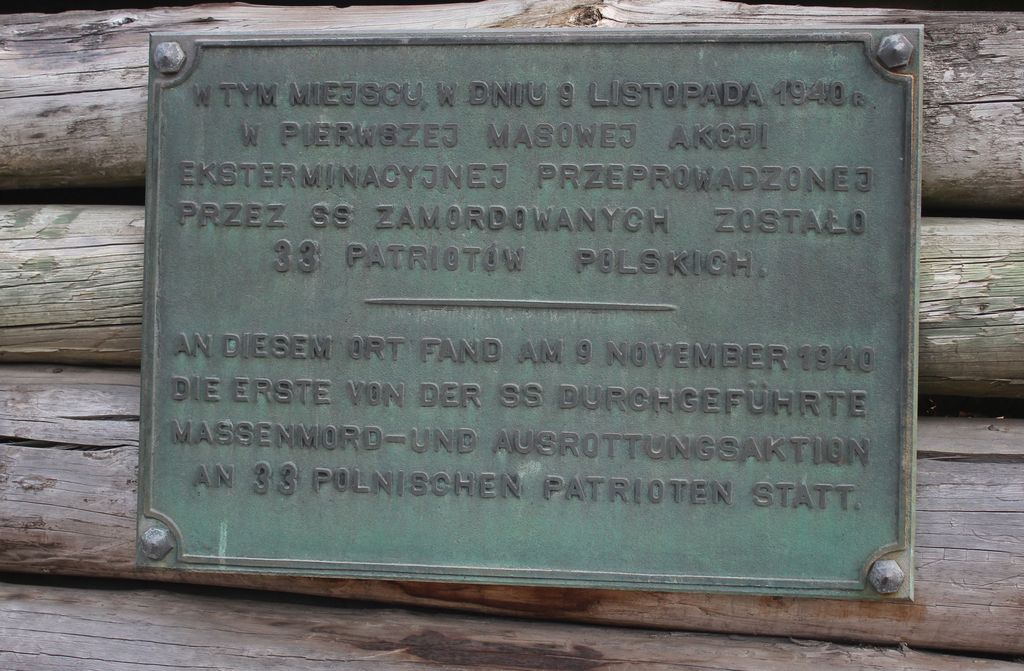 W TYM MIEJSCU, W DNIU 9 LISTOPADA 1940 R.
W PIERWSZEJ MASOWEJ AKCJI
EKSTERMINACYJNEJ PRZEPROWADZONEJ
PRZEZ SS ZAMORDOWANYCH ZOSTAŁO
33 PATRIOTÓW POLSKICH.
AN DIESEM ORT FAND AM 9 NOVEMBER 1940
DIE ERSTE VON DER SS DURCHGEFÜHRTE
MASSENMORD-UND AUSROTTUNGSAKTION
AN 33 POLNISCHEN PATRIOTEN STATT.